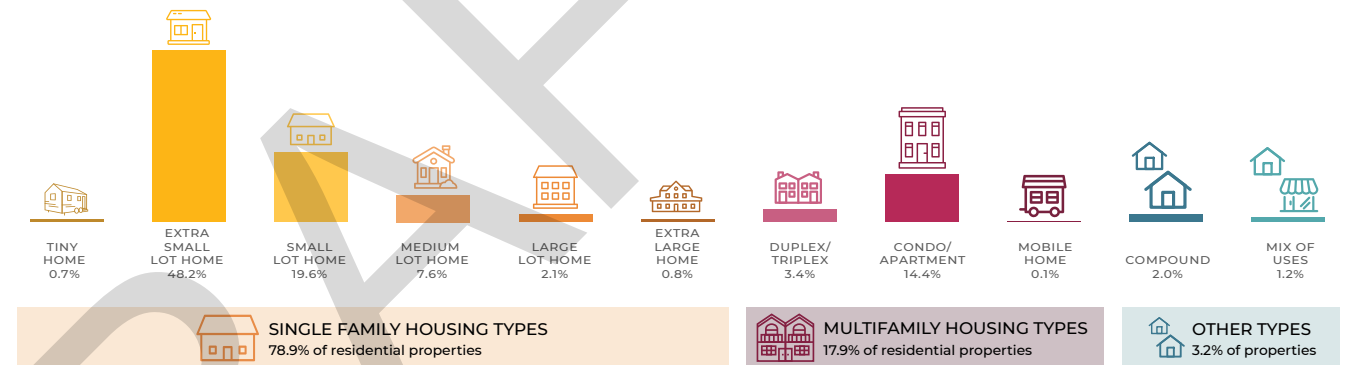 TINY
HOME
0.7%
EXTRA
SMALL
LOT HOME
48.2%
SMALL
LOT HOME
19.6%
MEDIUM
LOT HOME
7.6%
LARGE
LOT HOME
2.1%
EXTRA
LARGE
HOME
0.8%
DUPLEX/
TRIPLEX
3.4%
CONDO/
APARTMENT
14.4%
MOBILE
HOME
0.1%
COMPOUND
2.0%
MIX OF
USES
1.2%
SINGLE FAMILY HOUSING TYPES
78.9% of residential properties
MULTIFAMILY HOUSING TYPES
17.9% of residential properties
OTHER TYPES
3.2% of properties